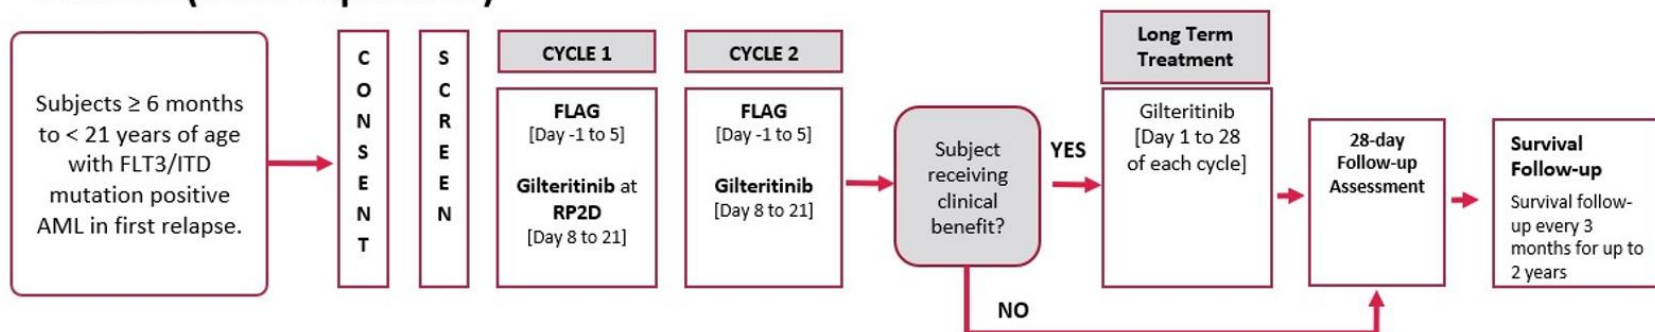 Subjects ≥ 6 months
to < 21 years of age
with FLT3/ITD
mutation positive
AML in first relapse.
CONSENT
SCREEN
CYCLE 1
FLAG
[Day -1 to 5]
Gilteritinib at
RP2D
[Day 8 to 21]
CYCLE 2
FLAG
[Day -1 to 5]
Gilteritinib
[Day 8 to 21]
Subject
receiving
clinical
benefit?
YES
NO
Long Term
Treatment
Gilteritinib
[Day 1 to 28
of each cycle]
28-day
Follow-up
Assessment
Survival
Follow-up
Survival follow-
up every 3
months for up to
2 years